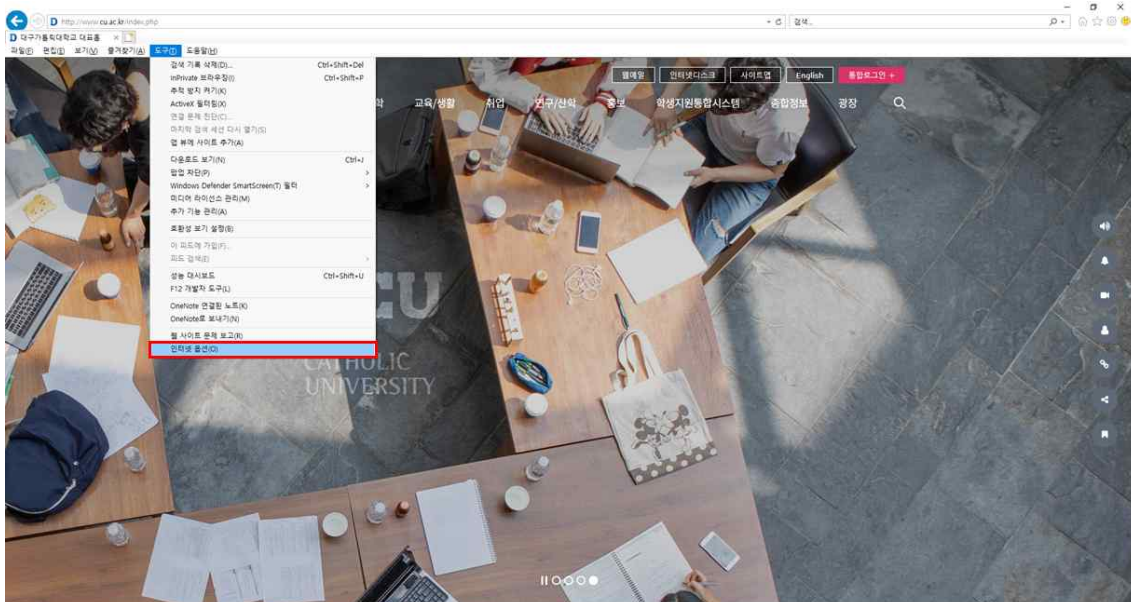 http://www.cu.ac.kr/index.php
검색...
대구가톨릭대학교 대표홈
파일(F) 편집(E) 보기(V) 즐겨찾기(A) 도구(T) 도움말(H)
검색 기록 삭제(D)... Ctrl+Shift+Del
InPrivate 브라우징(I) Ctrl+Shift+P
추적 방지 켜기(K)
ActiveX 필터링(X)
연결 문제 진단(C)...
마지막 검색 세션 다시 열기(S)
앱 뷰에 사이트 추가(A)
다운로드 보기(N) Ctrl+J
팝업 차단(P)
Windows Defender SmartScreen(T) 필터
미디어 라이선스 관리(M)
추가 기능 관리(A)
호환성 보기 설정(B)
이 피드에 가입(F)...
피드 검색(E)
성능 대시보드 Ctrl+Shift+U
F12 개발자 도구(L)
OneNote 연결된 노트(K)
OneNote로 보내기(N)
웹 사이트 문제 보고(R)
인터넷 옵션(O)
웹메일 인터넷디스크 사이트맵 English 통합로그인 +
학 교육/생활 취업 연구/산학 홍보 학생지원통합시스템 종합정보 광장
CU
CATHOLIC
UNIVERSITY